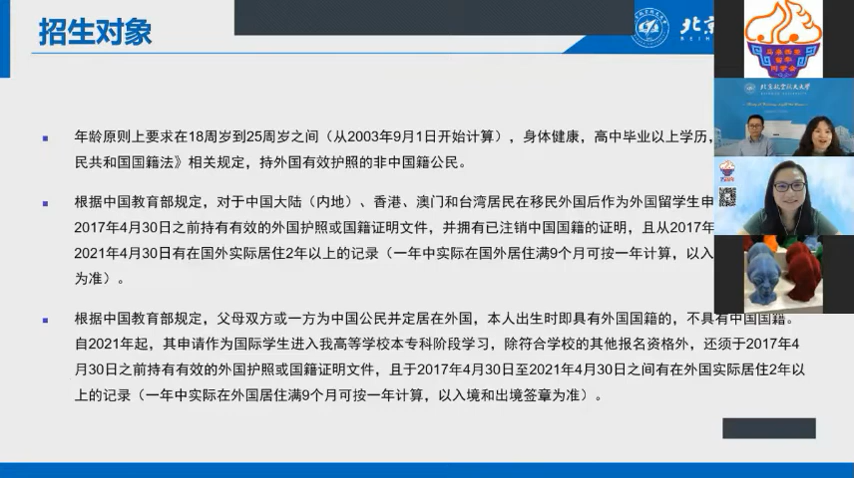 招生对象
北京
年龄原则上要求在18周岁到25周岁之间（从2003年9月1日开始计算），身体健康，高中毕业以上学历，
民共和国国籍法》相关规定，持外国有效护照的非中国籍公民。
根据中国教育部规定，对于中国大陆（内地）、香港、澳门和台湾居民在移民外国后作为外国留学生申
2017年4月30日之前持有有效的外国护照或国籍证明文件，并拥有已注销中国国籍的证明，且从2017年
2021年4月30日有在国外实际居住2年以上的记录（一年中实际在国外居住满9个月可按一年计算，以入
为准）。
根据中国教育部规定，父母双方或一方为中国公民并定居在外国，本人出生时即具有外国国籍的，不具有中国国籍。
自2021年起，其申请作为国际学生进入我高等学校本专科阶段学习，除符合学校的其他报名资格外，还须于2017年4
月30日之前持有有效的外国护照或国籍证明文件，且于2017年4月30日至2021年4月30日之间有在外国实际居住2年以
上的记录（一年中实际在外国居住满9个月可按一年计算，以入境和出境签章为准）。
马来西亚
留华
同学会
北京航空航天大学